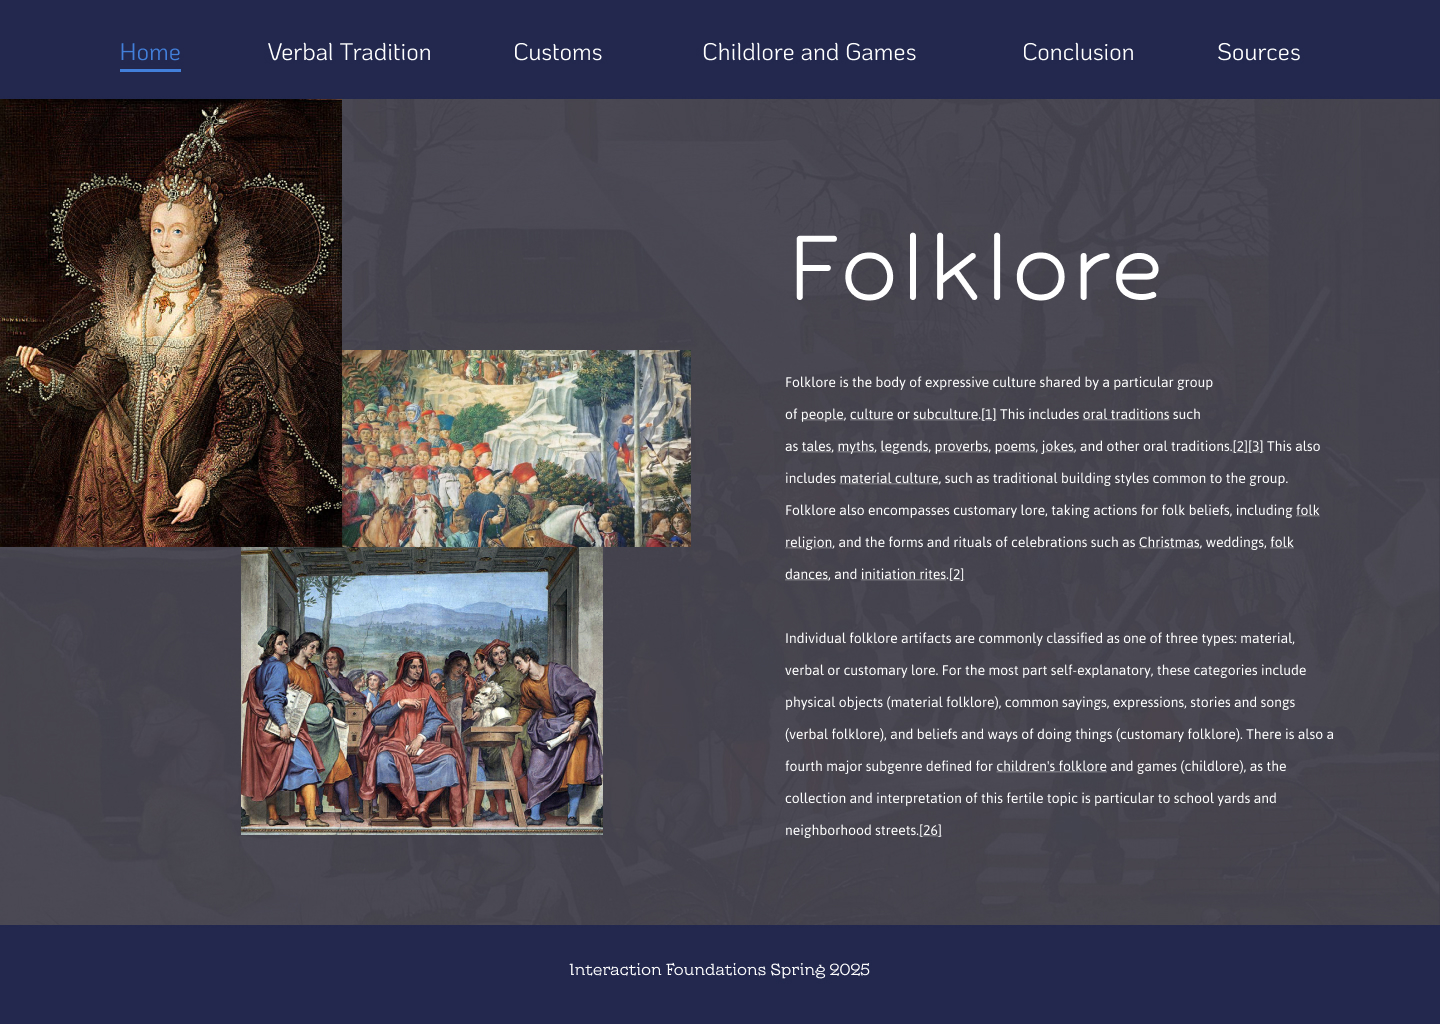 Home Verbal Tradition Customs Childlore and Games Conclusion Sources
Folklore
Folklore is the body of expressive culture shared by a particular group
of people, culture or subculture.[1] This includes oral traditions such
as tales, myths, legends, proverbs, poems, jokes, and other oral traditions.[2][3] This also
includes material culture, such as traditional building styles common to the group.
Folklore also encompasses customary lore, taking actions for folk beliefs, including folk
religion, and the forms and rituals of celebrations such as Christmas, weddings, folk
dances, and initiation rites.[2]
Individual folklore artifacts are commonly classified as one of three types: material,
verbal or customary lore. For the most part self-explanatory, these categories include
physical objects (material folklore), common sayings, expressions, stories and songs
(verbal folklore), and beliefs and ways of doing things (customary folklore). There is also a
fourth major subgenre defined for children's folklore and games (childlore), as the
collection and interpretation of this fertile topic is particular to school yards and
neighborhood streets.[26]
Interaction Foundations Spring 2025